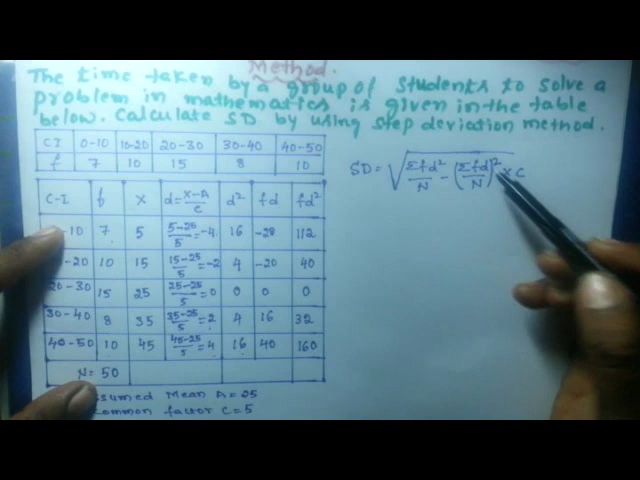 Method.
The time taken by a group of students to solve a
problem in mathematics is given in the table
below. Calculate SD by using step deviation method.
CI 0-10 10-20 20-30 30-40 40-50
f 7 10 15 8 10
SD = √(Σfd²/N - (Σfd/N)²) × C
C-I f X d = X-A/C d² fd fd²
-10 7 5 5-25/5 = -4 16 -28 112
-20 10 15 15-25/5 = -2 4 -20 40
20-30 15 25 25-25/5 = 0 0 0 0
30-40 8 35 35-25/5 = 2 4 16 32
40-50 10 45 45-25/5 = 4 16 40 160
N = 50
ssumed Mean A = 25
ommon factor C = 5